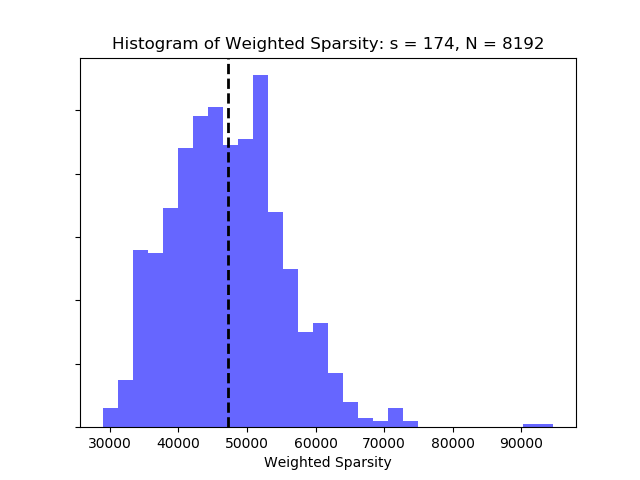 Histogram of Weighted Sparsity: s = 174, N = 8192
30000 40000 50000 60000 70000 80000 90000
Weighted Sparsity